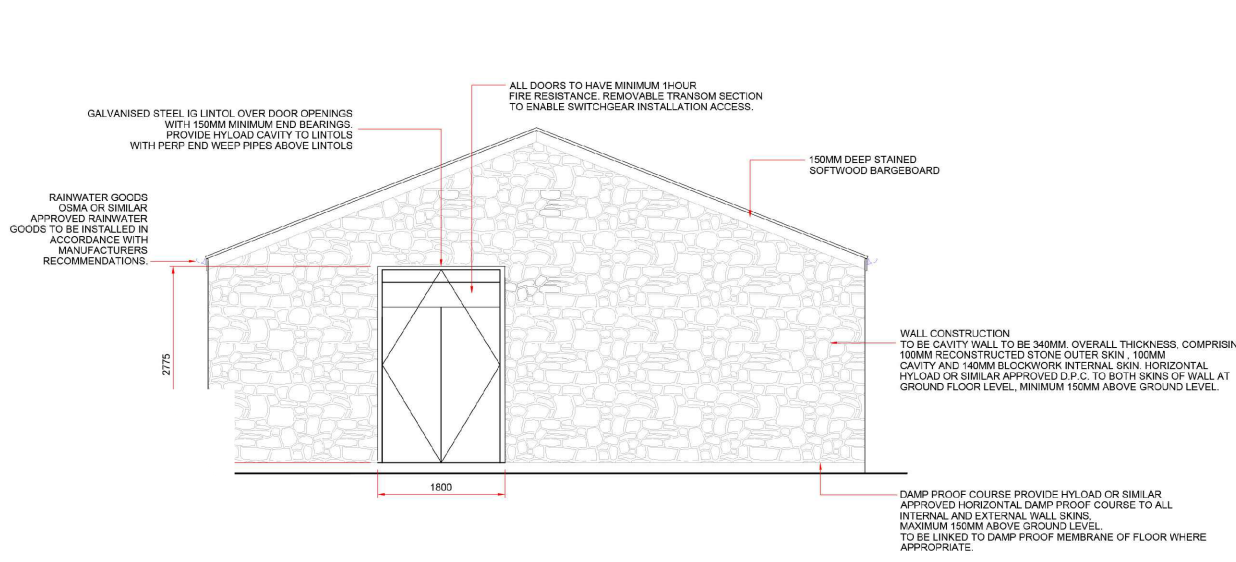 ALL DOORS TO HAVE MINIMUM 1HOUR
FIRE RESISTANCE. REMOVABLE TRANSOM SECTION
TO ENABLE SWITCHGEAR INSTALLATION ACCESS.
GALVANISED STEEL IG LINTOL OVER DOOR OPENINGS
WITH 150MM MINIMUM END BEARINGS.
PROVIDE HYLOAD CAVITY TO LINTOLS
WITH PERP END WEEP PIPES ABOVE LINTOLS
150MM DEEP STAINED
SOFTWOOD BARGEBOARD
RAINWATER GOODS
OSMA OR SIMILAR
APPROVED RAINWATER
GOODS TO BE INSTALLED IN
ACCORDANCE WITH
MANUFACTURERS
RECOMMENDATIONS.
2775
WALL CONSTRUCTION
TO BE CAVITY WALL TO BE 340MM. OVERALL THICKNESS, COMPRISIN
100MM RECONSTRUCTED STONE OUTER SKIN , 100MM
CAVITY AND 140MM BLOCKWORK INTERNAL SKIN. HORIZONTAL
HYLOAD OR SIMILAR APPROVED D.P.C. TO BOTH SKINS OF WALL AT
GROUND FLOOR LEVEL, MINIMUM 150MM ABOVE GROUND LEVEL.
1800
DAMP PROOF COURSE PROVIDE HYLOAD OR SIMILAR
APPROVED HORIZONTAL DAMP PROOF COURSE TO ALL
INTERNAL AND EXTERNAL WALL SKINS,
MAXIMUM 150MM ABOVE GROUND LEVEL.
TO BE LINKED TO DAMP PROOF MEMBRANE OF FLOOR WHERE
APPROPRIATE.